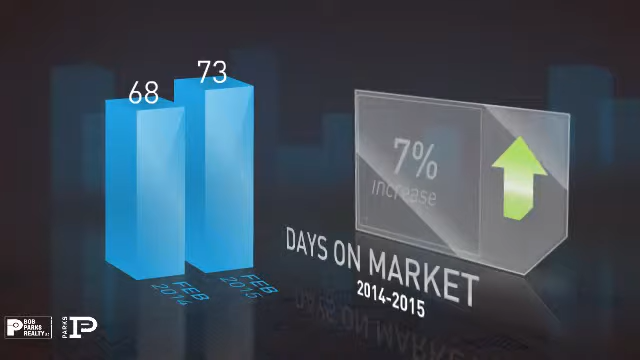 68
73
7%
increase
FEB
2014
FEB
2015
DAYS ON MARKET
2014-2015
BOB
PARKS
REALTY
PARKS